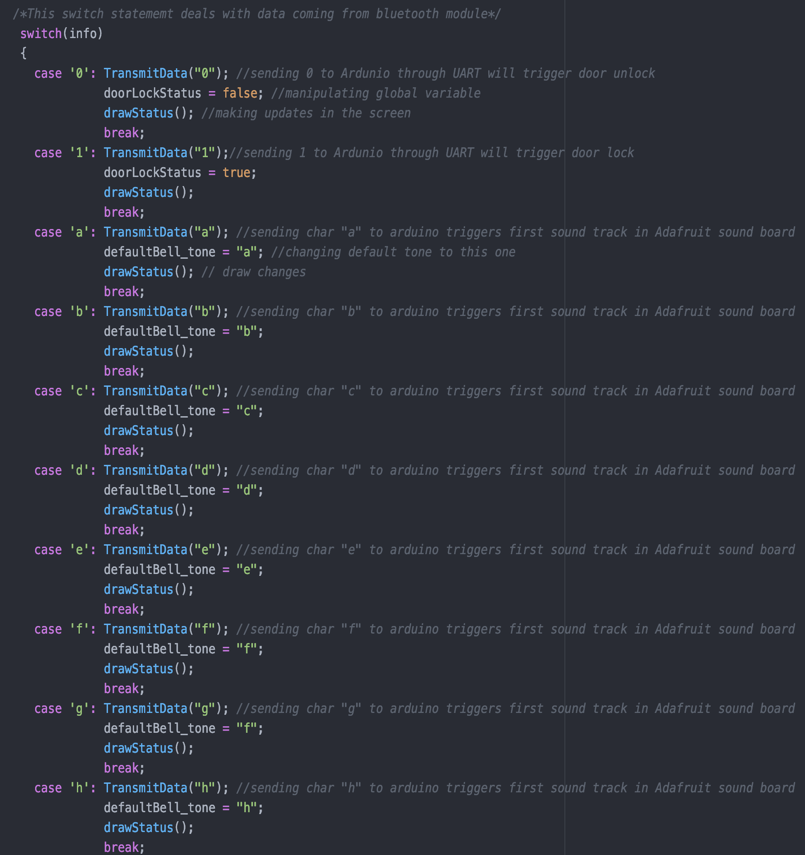 /*This switch statememt deals with data coming from bluetooth module*/
switch(info)
{
case '0': TransmitData("0"); //sending 0 to Ardunio through UART will trigger door unlock
doorLockStatus = false; //manipulating global variable
drawStatus(); //making updates in the screen
break;
case '1': TransmitData("1");//sending 1 to Ardunio through UART will trigger door lock
doorLockStatus = true;
drawStatus();
break;
case 'a': TransmitData("a"); //sending char "a" to arduino triggers first sound track in Adafruit sound board
defaultBell_tone = "a"; //changing default tone to this one
drawStatus(); // draw changes
break;
case 'b': TransmitData("b"); //sending char "b" to arduino triggers first sound track in Adafruit sound board
defaultBell_tone = "b";
drawStatus();
break;
case 'c': TransmitData("c"); //sending char "c" to arduino triggers first sound track in Adafruit sound board
defaultBell_tone = "c";
drawStatus();
break;
case 'd': TransmitData("d"); //sending char "d" to arduino triggers first sound track in Adafruit sound board
defaultBell_tone = "d";
drawStatus();
break;
case 'e': TransmitData("e"); //sending char "e" to arduino triggers first sound track in Adafruit sound board
defaultBell_tone = "e";
drawStatus();
break;
case 'f': TransmitData("f"); //sending char "f" to arduino triggers first sound track in Adafruit sound board
defaultBell_tone = "f";
drawStatus();
break;
case 'g': TransmitData("g"); //sending char "g" to arduino triggers first sound track in Adafruit sound board
defaultBell_tone = "f";
drawStatus();
break;
case 'h': TransmitData("h"); //sending char "h" to arduino triggers first sound track in Adafruit sound board
defaultBell_tone = "h";
drawStatus();
break;